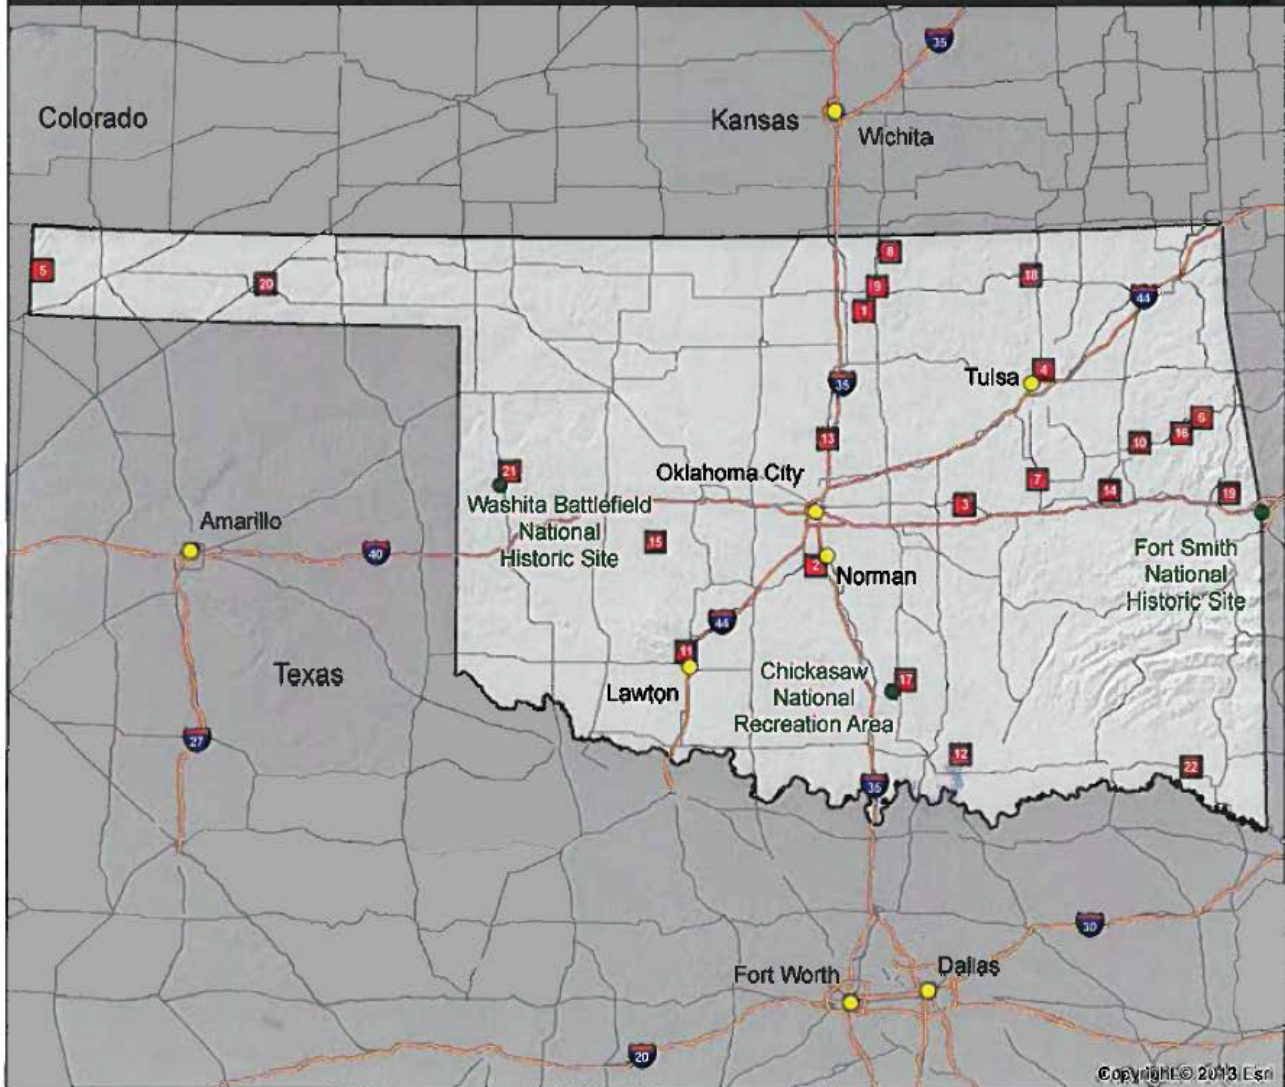 35
Colorado
Kansas
Wichita
8
5
20
9
18
1
44
35
Tulsa
4
6
16
13
10
Oklahoma City
21
7
14
19
3
Washita Battlefield
National
Historic Site
Amarillo
40
15
2
Norman
Fort Smith
National
Historic Site
44
11
Texas
Lawton
Chickasaw
National
Recreation Area
17
27
12
22
35
30
Fort Worth
Dallas
20
Copyright © 2013 Esri